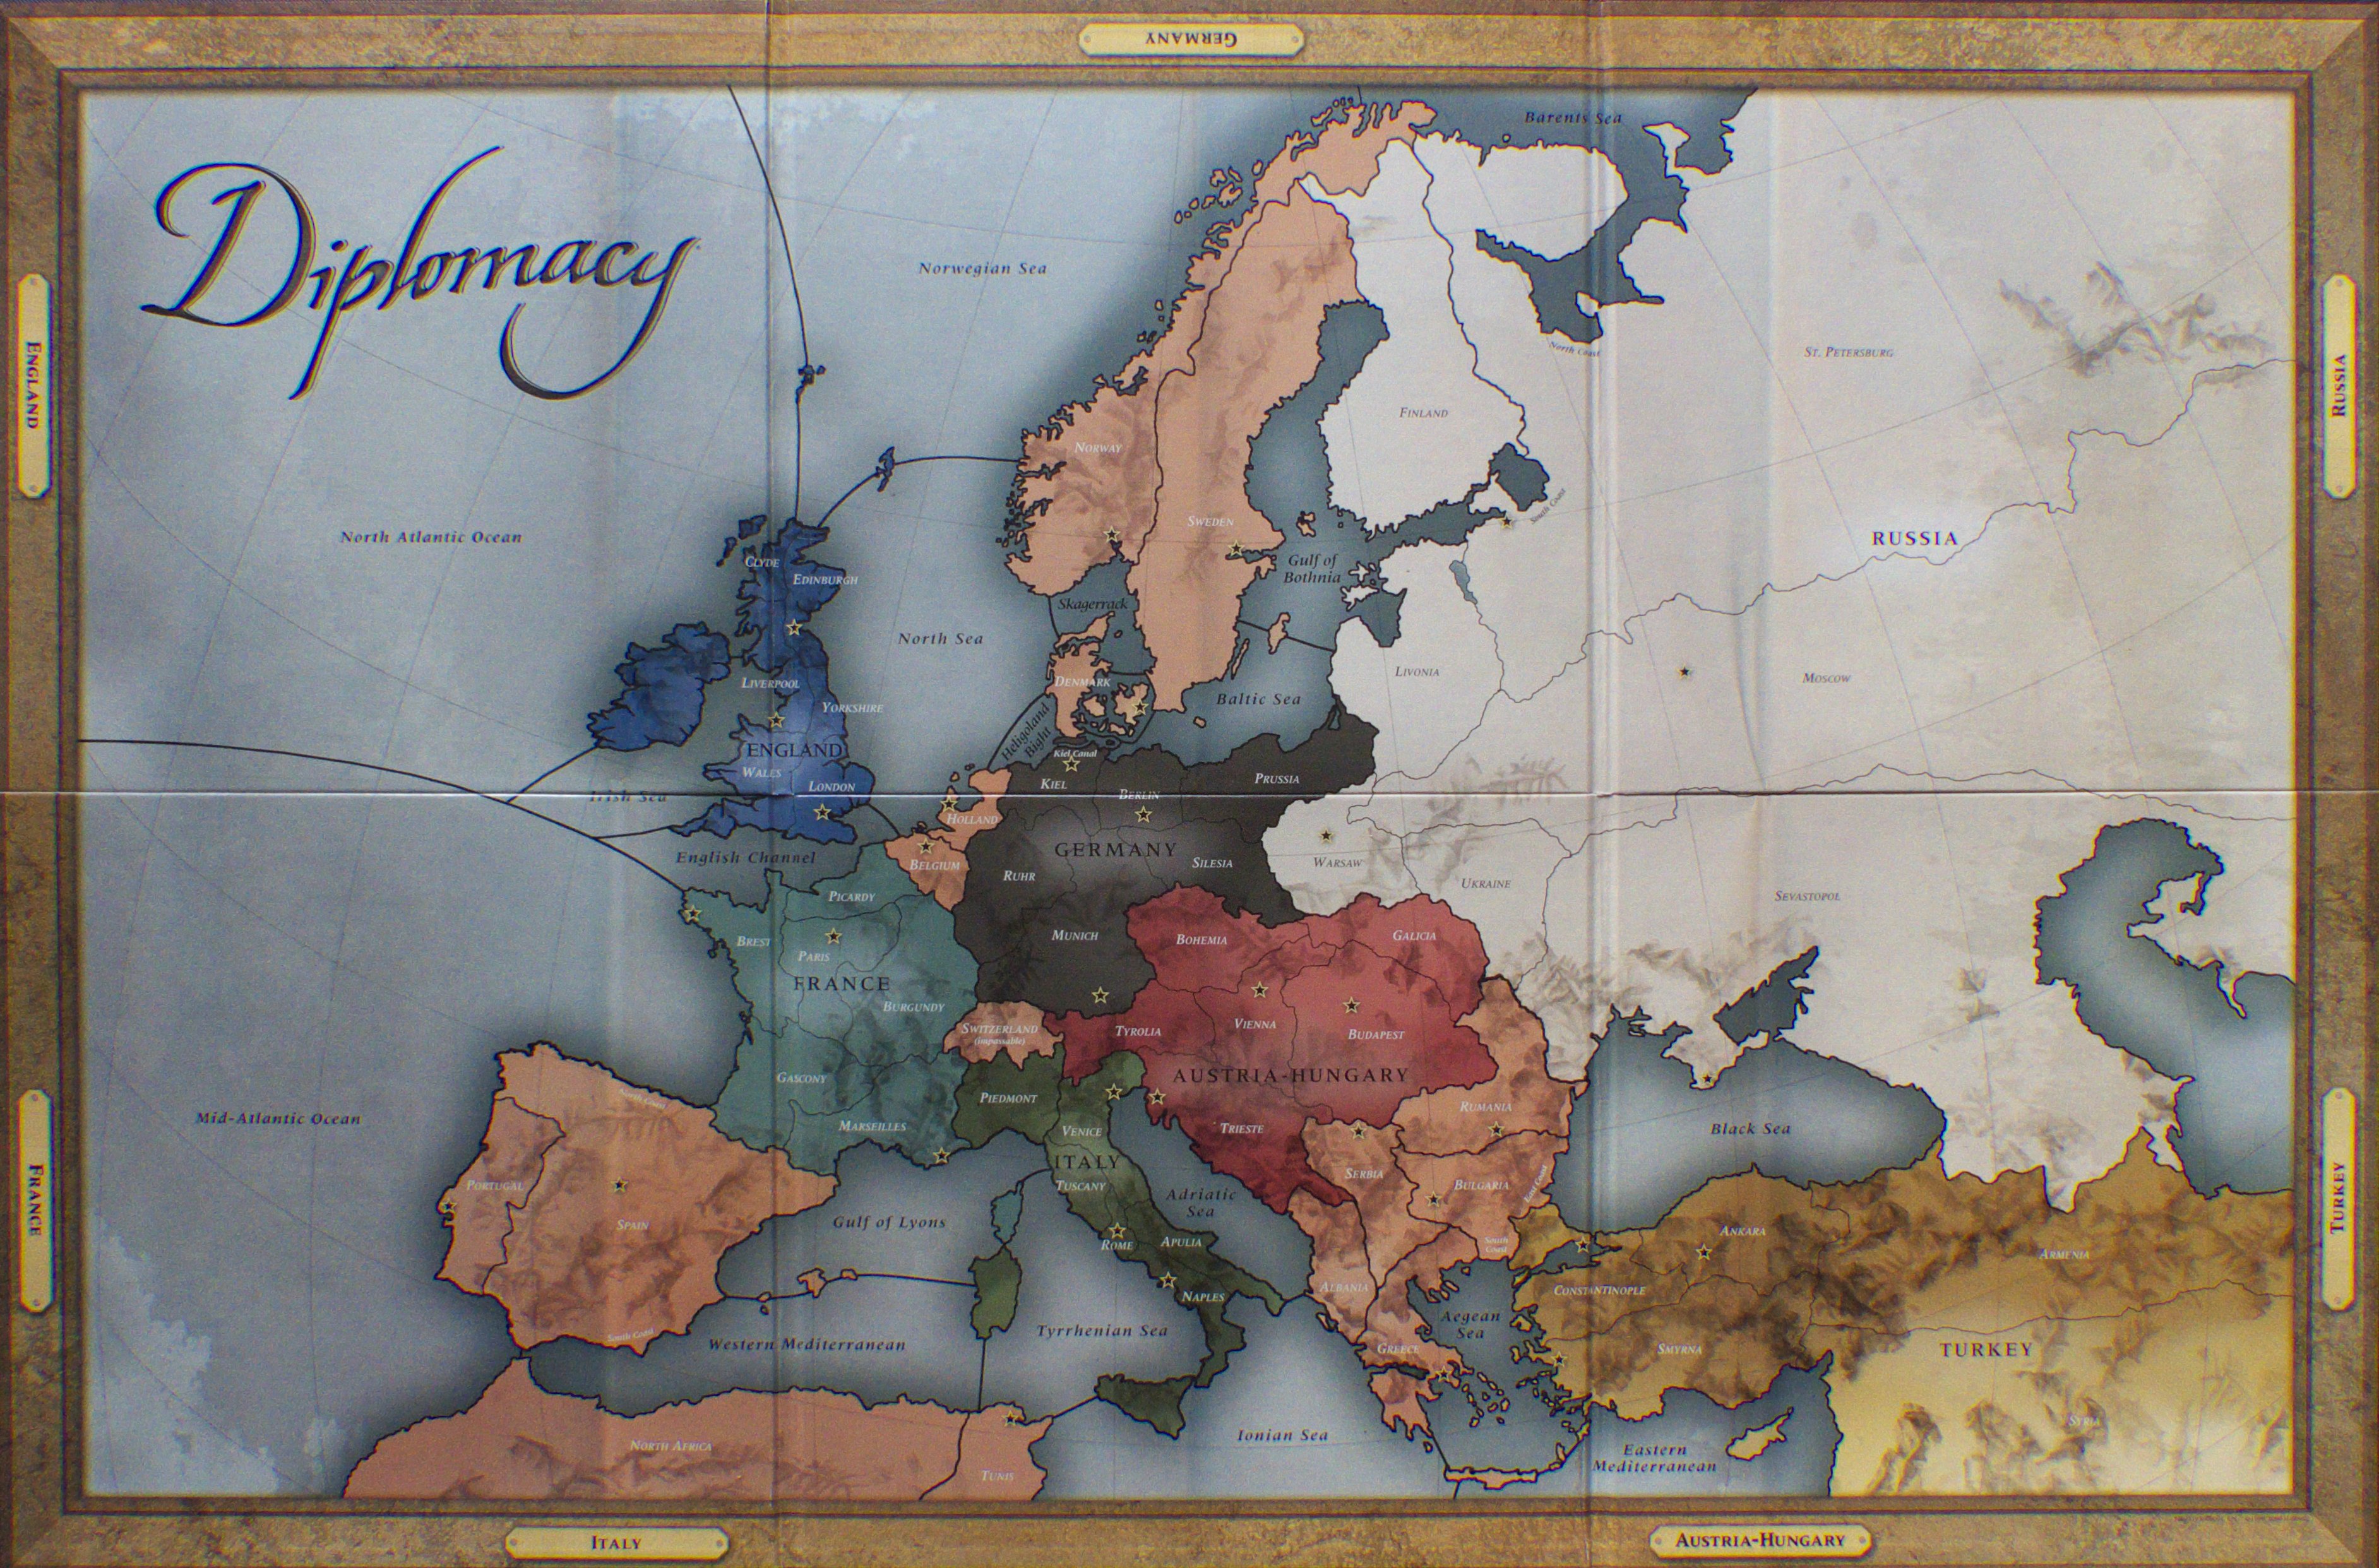 GERMANY
Barents Sea
Diplomacy
Norwegian Sea
ENGLAND
RUSSIA
North Coast
ST. PETERSBURG
FINLAND
NORWAY
South Coast
SWEDEN
North Atlantic Ocean
RUSSIA
CLYDE
EDINBURGH
Gulf of
Bothnia
Skagerrack
North Sea
LIVONIA
MOSCOW
LIVERPOOL
DENMARK
Baltic Sea
YORKSHIRE
Heligoland
Bight
ENGLAND
Kiel Canal
WALES
KIEL
PRUSSIA
LONDON
Irish Sea
BERLIN
HOLLAND
English Channel
GERMANY
BELGIUM
RUHR
SILESIA
WARSAW
UKRAINE
PICARDY
SEVASTOPOL
BREST
PARIS
MUNICH
BOHEMIA
GALICIA
FRANCE
BURGUNDY
SWITZERLAND
(impassable)
TYROLIA
VIENNA
BUDAPEST
GASCONY
AUSTRIA-HUNGARY
North Coast
PIEDMONT
RUMANIA
Mid-Atlantic Ocean
MARSEILLES
VENICE
TRIESTE
Black Sea
ITALY
FRANCE
TURKEY
PORTUGAL
TUSCANY
SERBIA
BULGARIA
East Coast
Adriatic
Sea
SPAIN
Gulf of Lyons
ROME
APULIA
South
Coast
ANKARA
ARMENIA
ALBANIA
NAPLES
CONSTANTINOPLE
Aegean
Sea
South Coast
Western Mediterranean
Tyrrhenian Sea
GREECE
SMYRNA
TURKEY
NORTH AFRICA
Ionian Sea
SYRIA
Eastern
Mediterranean
TUNIS
ITALY
AUSTRIA-HUNGARY